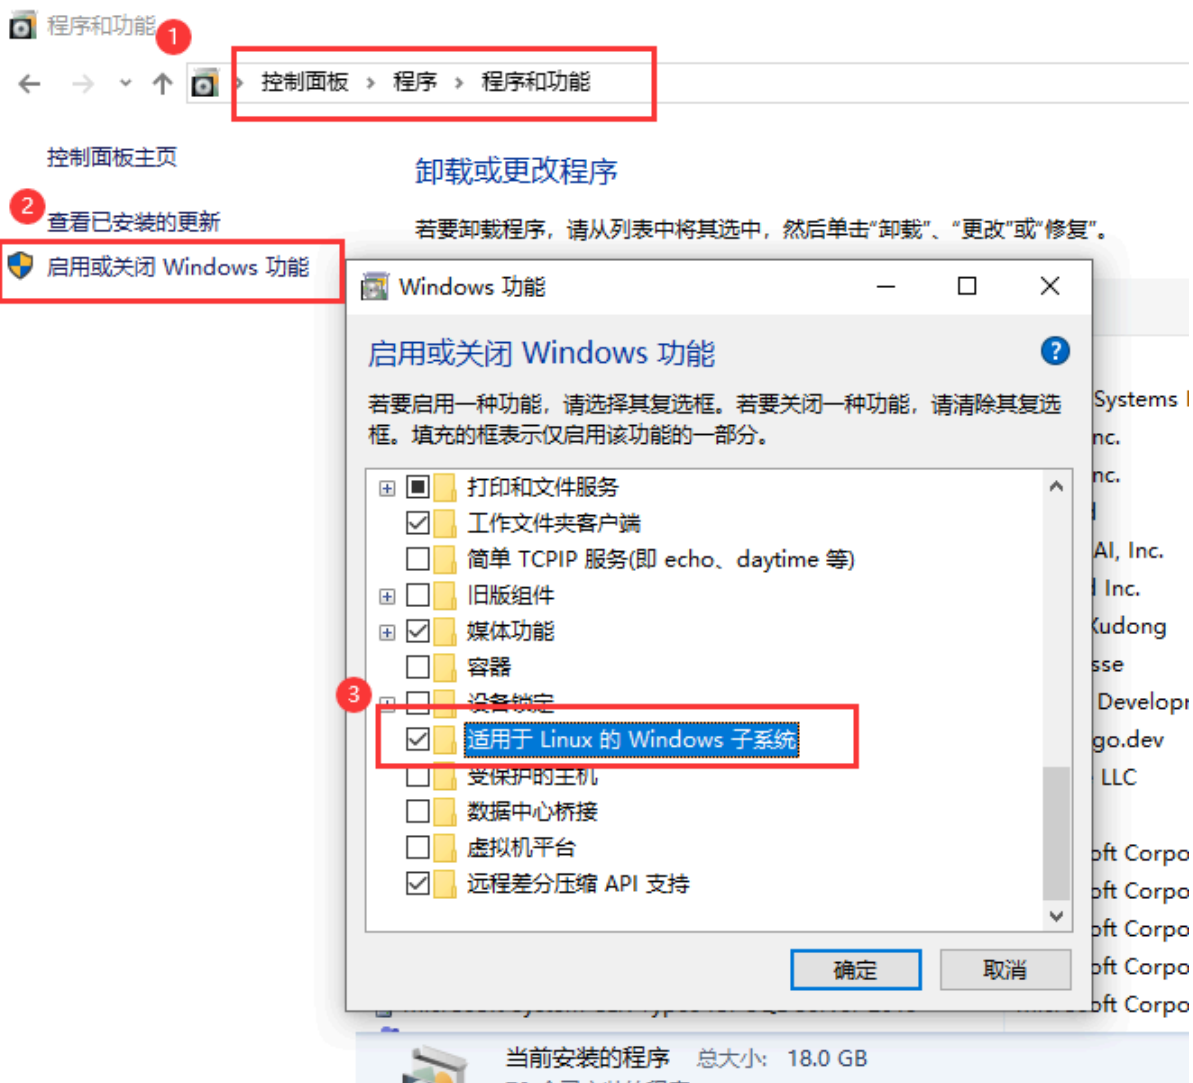 程序和功能
1
控制面板 › 程序 › 程序和功能
控制面板主页
卸载或更改程序
2
查看已安装的更新
若要卸载程序，请从列表中将其选中，然后单击“卸载”、“更改”或“修复”。
启用或关闭 Windows 功能
Windows 功能
启用或关闭 Windows 功能
若要启用一种功能，请选择其复选框。若要关闭一种功能，请清除其复选
框。填充的框表示仅启用该功能的一部分。
Systems
nc.
打印和文件服务
nc.
工作文件夹客户端
简单 TCPIP 服务(即 echo、daytime 等)
AI, Inc.
旧版组件
Inc.
媒体功能
Xudong
容器
sse
3
设备锁定
Developr
适用于 Linux 的 Windows 子系统
go.dev
受保护的主机
LLC
数据中心桥接
虚拟机平台
oft Corpo
远程差分压缩 API 支持
oft Corpo
oft Corpo
确定
取消
oft Corpo
oft Corpo
当前安装的程序 总大小: 18.0 GB